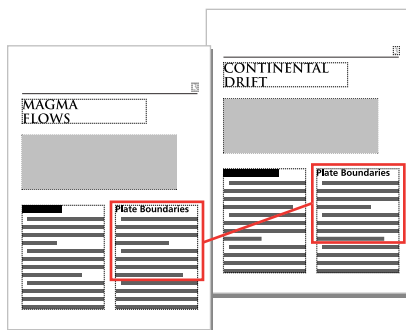 MAGMA
FLOWS
Plate Boundaries
CONTINENTAL
DRIFT
Plate Boundaries